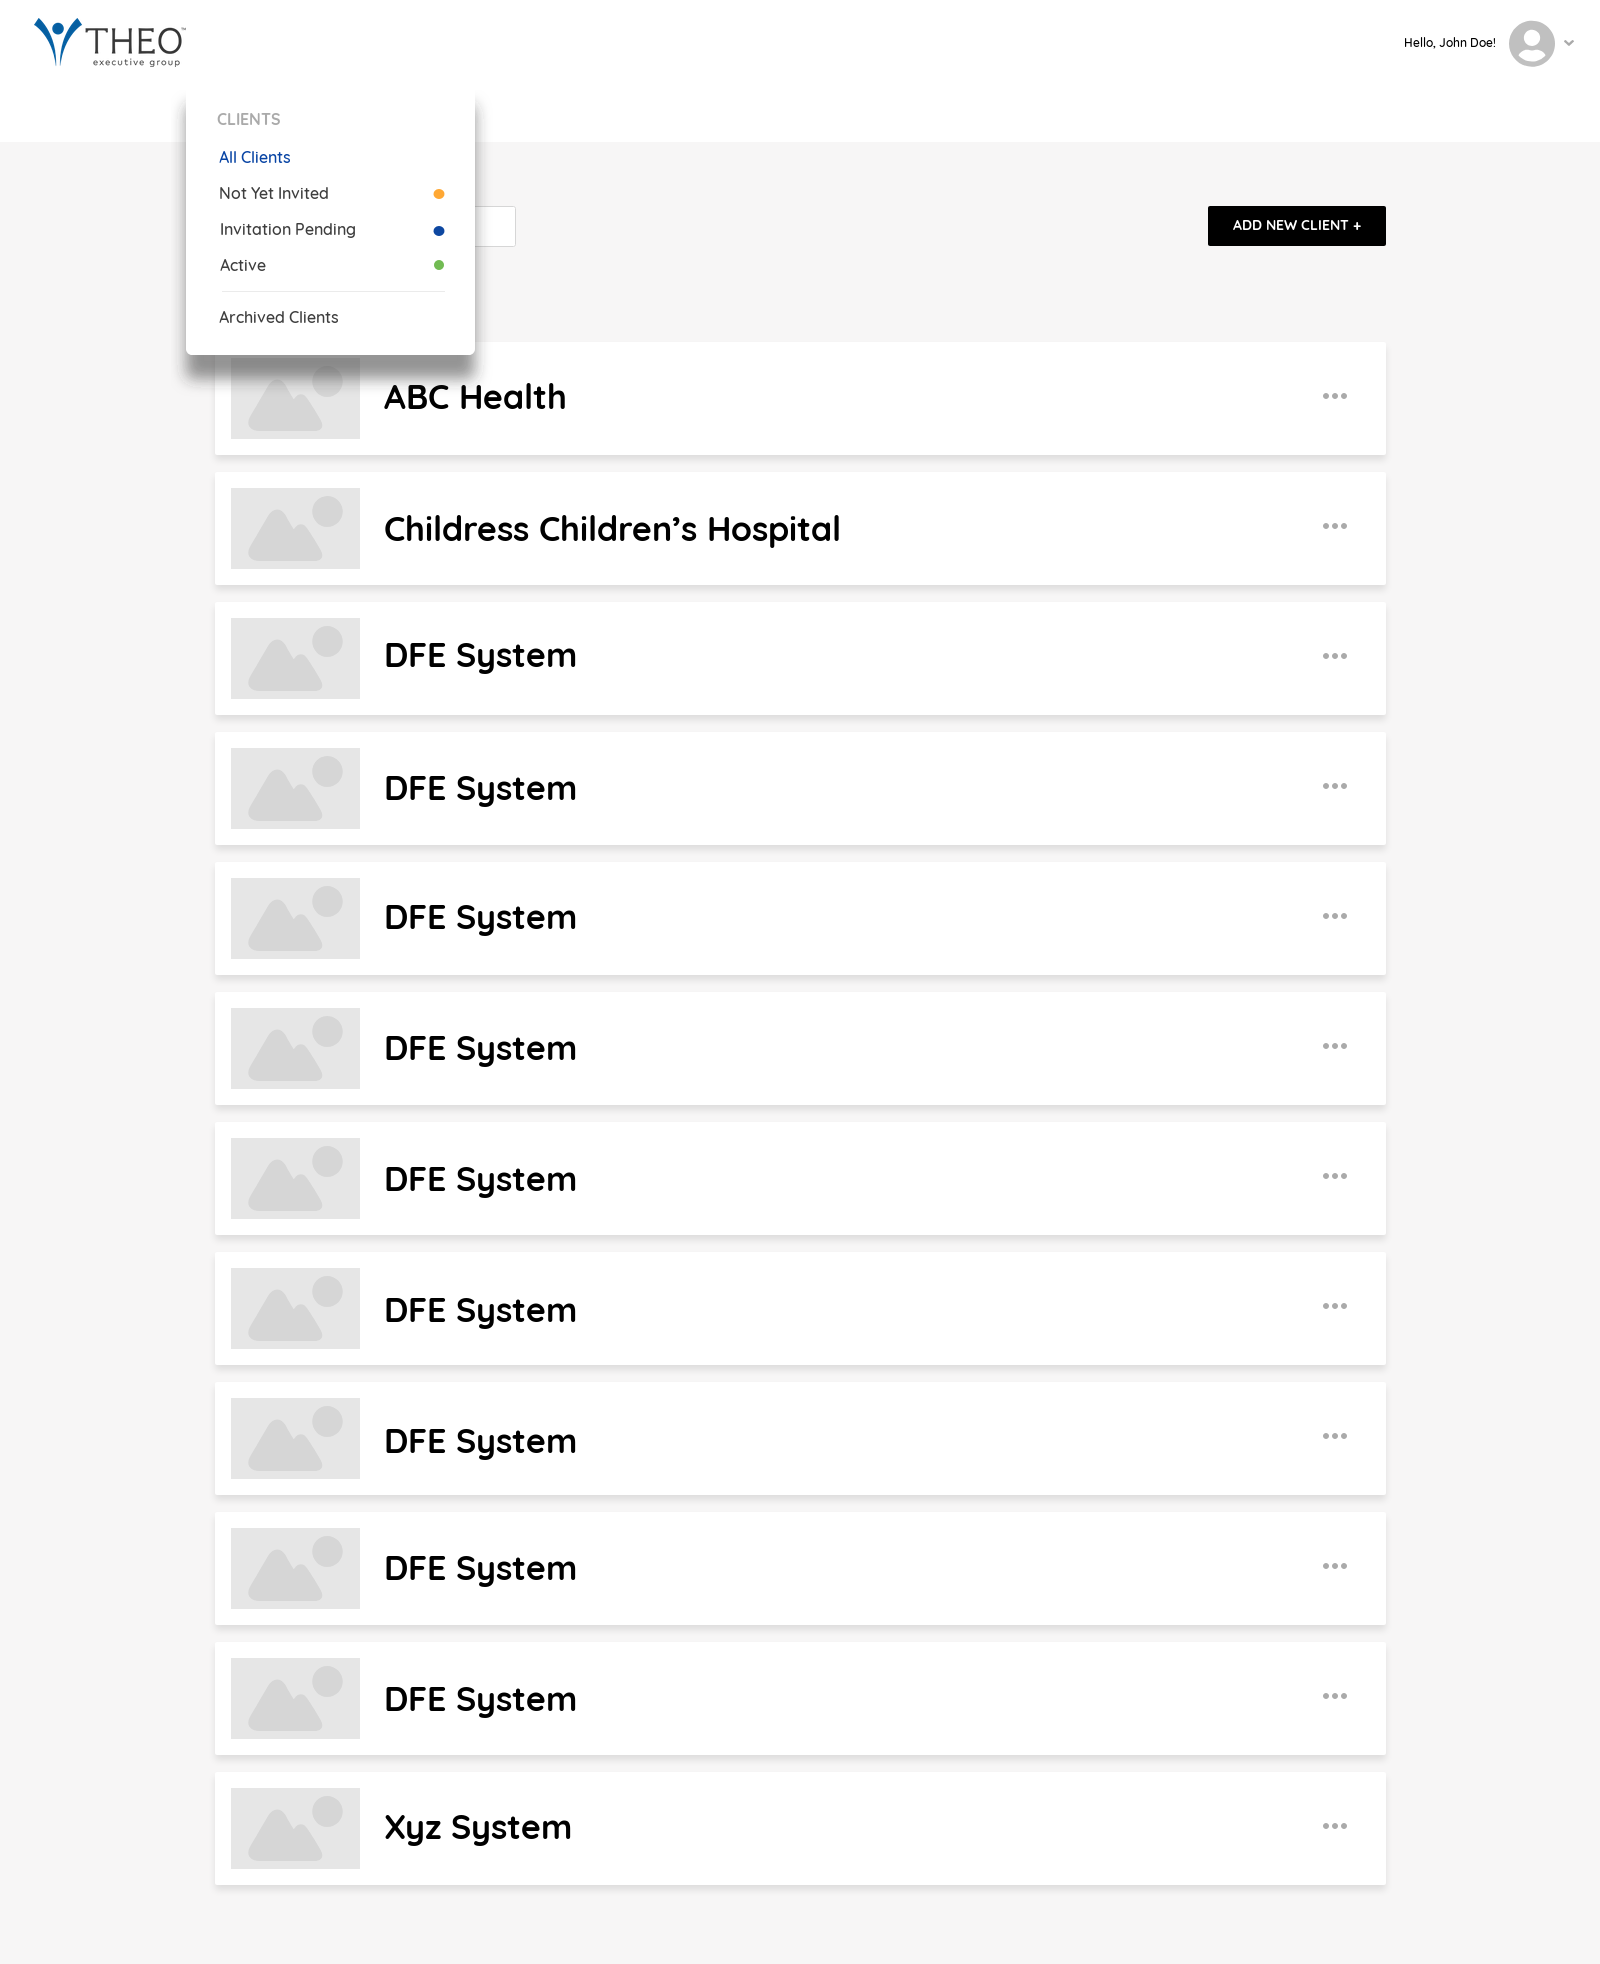 THEO™
executive group
Hello, John Doe!
CLIENTS
All Clients
Not Yet Invited
Invitation Pending
Active
Archived Clients
ADD NEW CLIENT +
ABC Health
Childress Children’s Hospital
DFE System
DFE System
DFE System
DFE System
DFE System
DFE System
DFE System
DFE System
DFE System
Xyz System